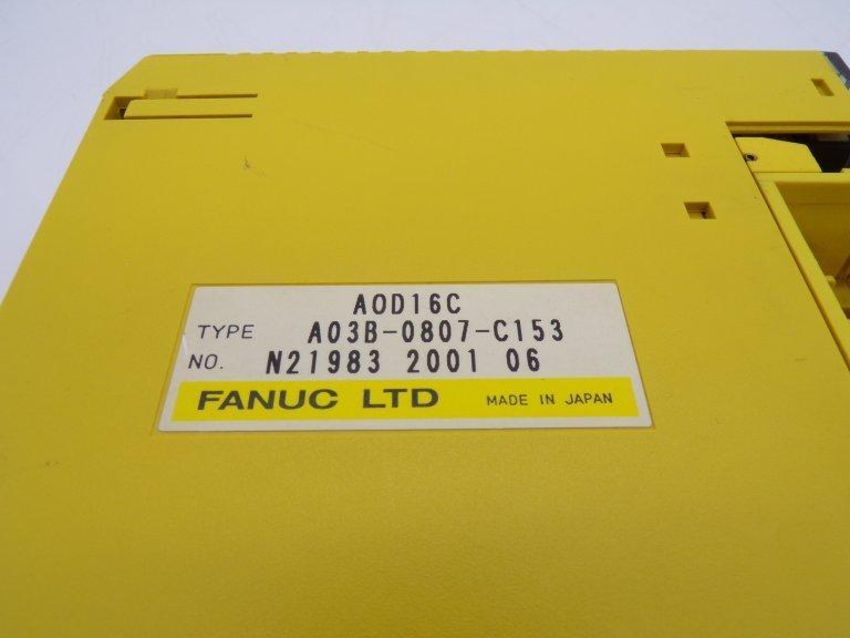 AOD16C
TYPE A03B-0807-C153
NO. N21983 2001 06
FANUC LTD MADE IN JAPAN